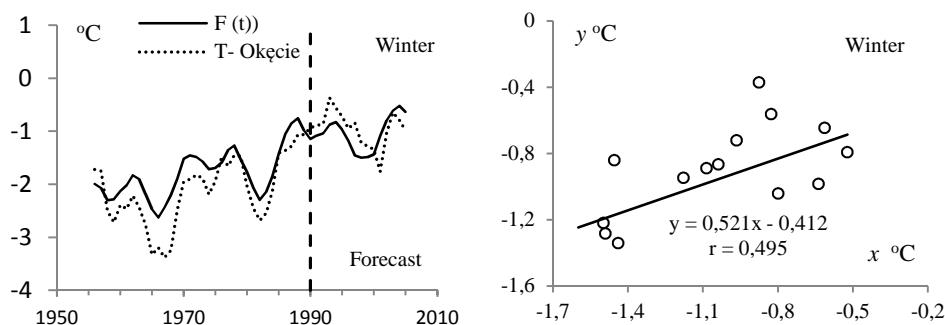 1
0
-1
-2
-3
-4
°C
F (t))
T- Okęcie
Winter
Forecast
1950
1970
1990
2010
0
-0,4
-0,8
-1,2
-1,6
y °C
Winter
y = 0,521x - 0,412
r = 0,495
x °C
-1,7
-1,4
-1,1
-0,8
-0,5
-0,2